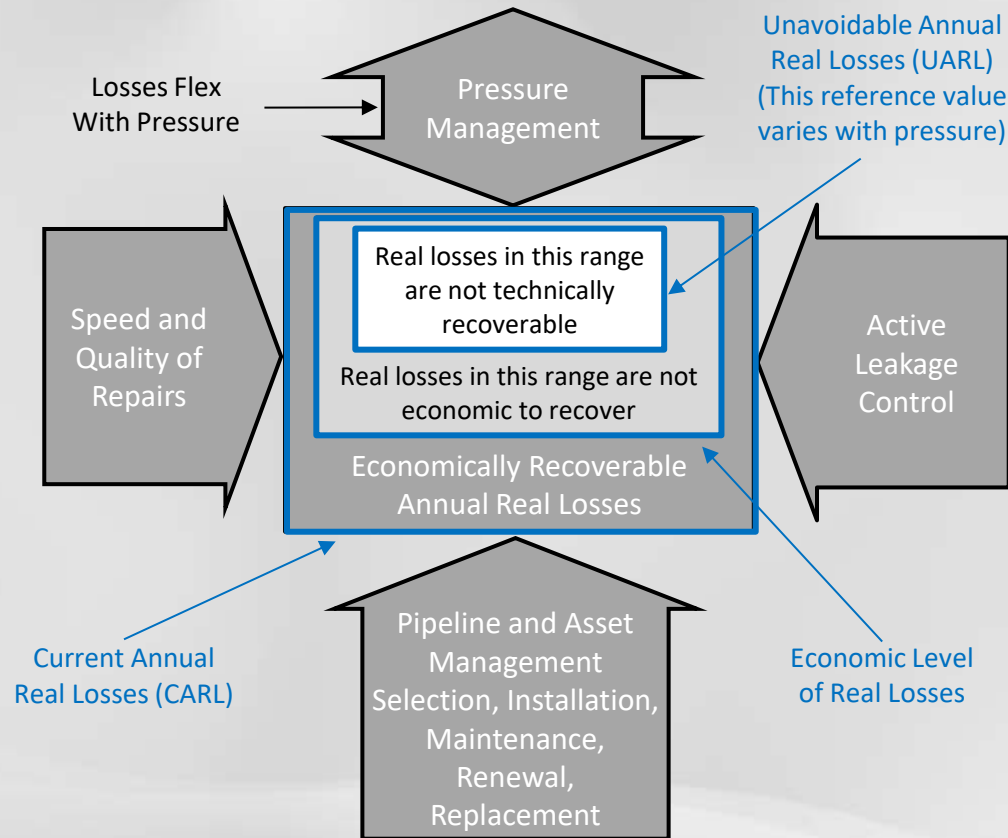 Unavoidable Annual
Real Losses (UARL)
(This reference value
varies with pressure)
Losses Flex
With Pressure
Pressure
Management
Speed and
Quality of
Repairs
Real losses in this range
are not technically
recoverable
Real losses in this range are not
economic to recover
Economically Recoverable
Annual Real Losses
Active
Leakage
Control
Current Annual
Real Losses (CARL)
Pipeline and Asset
Management
Selection, Installation,
Maintenance,
Renewal,
Replacement
Economic Level
of Real Losses